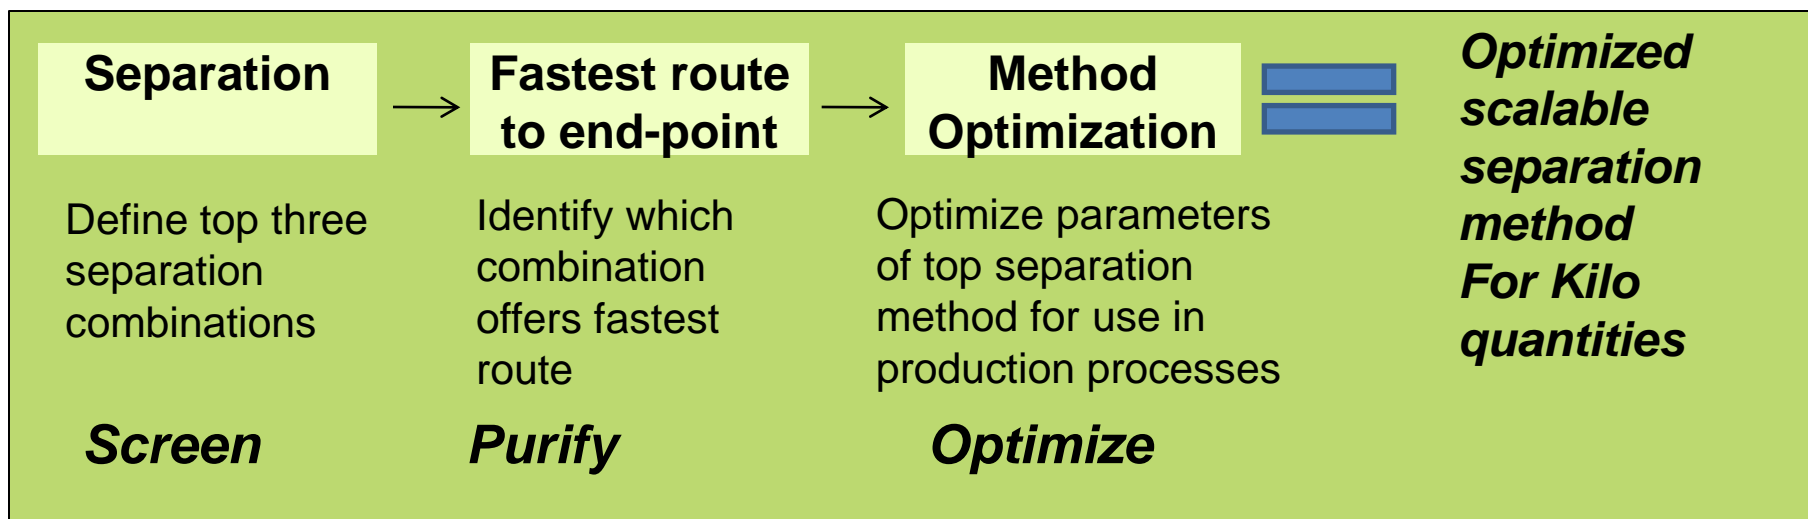 Separation
Fastest route
to end-point
Method
Optimization
Define top three
separation
combinations
Identify which
combination
offers fastest
route
Optimize parameters
of top separation
method for use in
production processes
Screen
Purify
Optimize
Optimized
scalable
separation
method
For Kilo
quantities